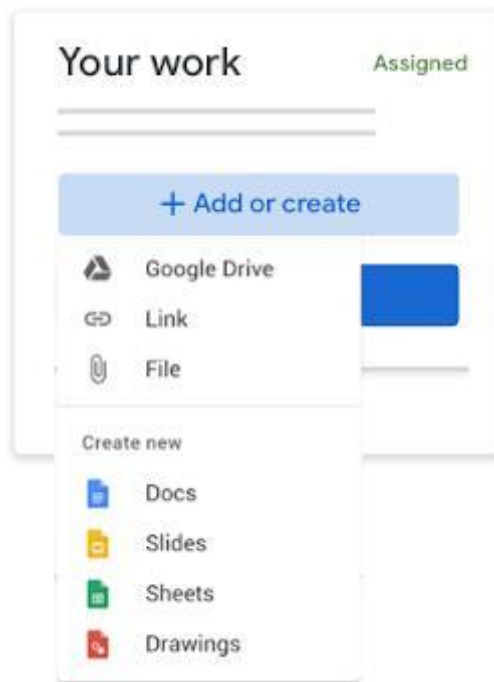 Your work
Assigned
+ Add or create
Google Drive
Link
File
Create new
Docs
Slides
Sheets
Drawings